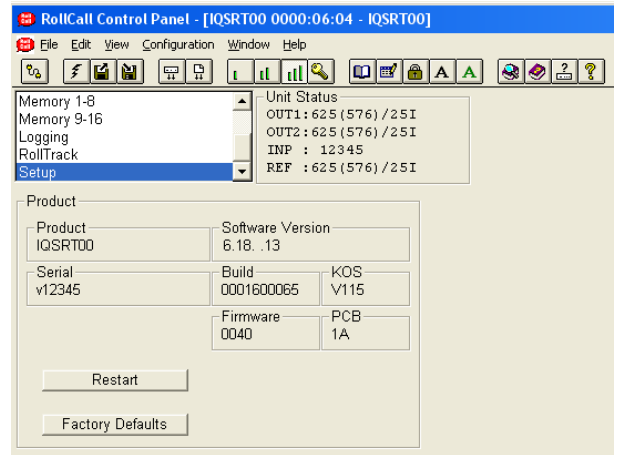 RollCall Control Panel - [IQSRT00 0000:06:04 - IQSRT00]
File Edit View Configuration Window Help
A A ? ?
Memory 1-8
Memory 9-16
Logging
RollTrack
Setup
Unit Status
OUT1:625(576)/25I
OUT2:625(576)/25I
INP : 12345
REF :625(576)/25I
Product
Product
IQSRT00
Software Version
6.18. .13
Serial
v12345
Build
0001600065
KOS
V115
Firmware
0040
PCB
1A
Restart
Factory Defaults